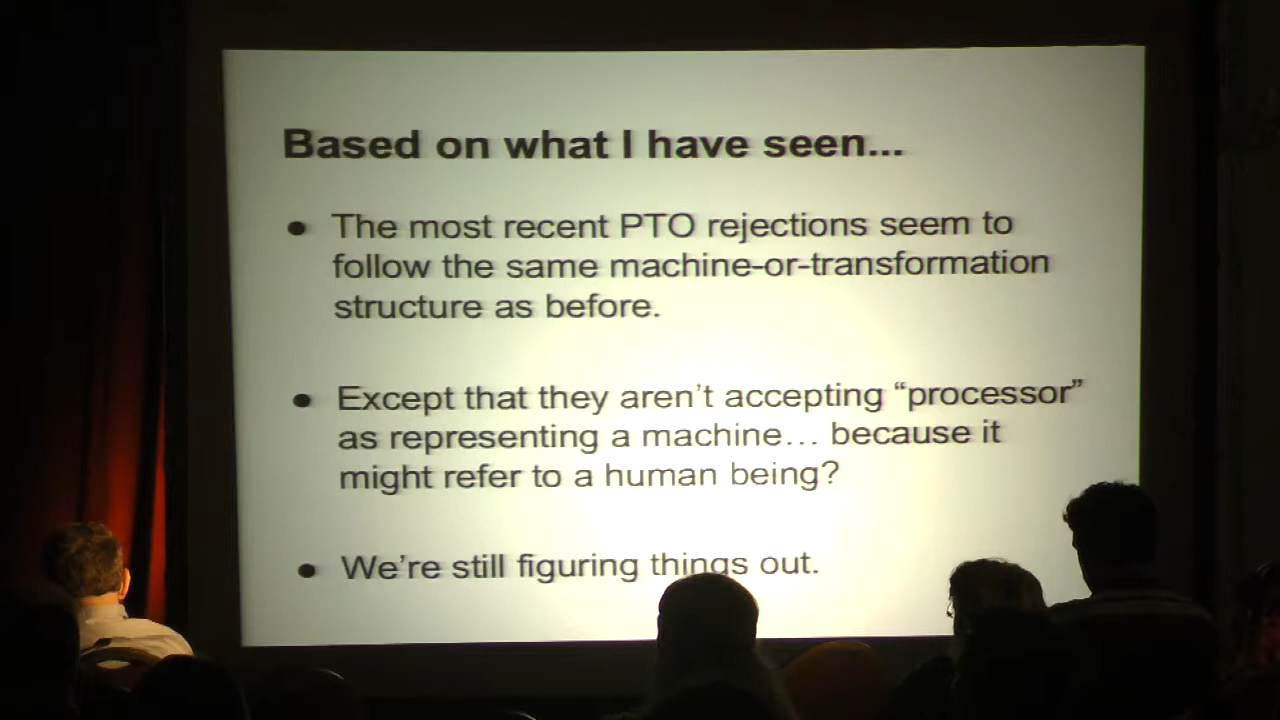 Based on what I have seen...
• The most recent PTO rejections seem to
follow the same machine-or-transformation
structure as before.
• Except that they aren’t accepting “processor”
as representing a machine… because it
might refer to a human being?
• We’re still figuring things out.